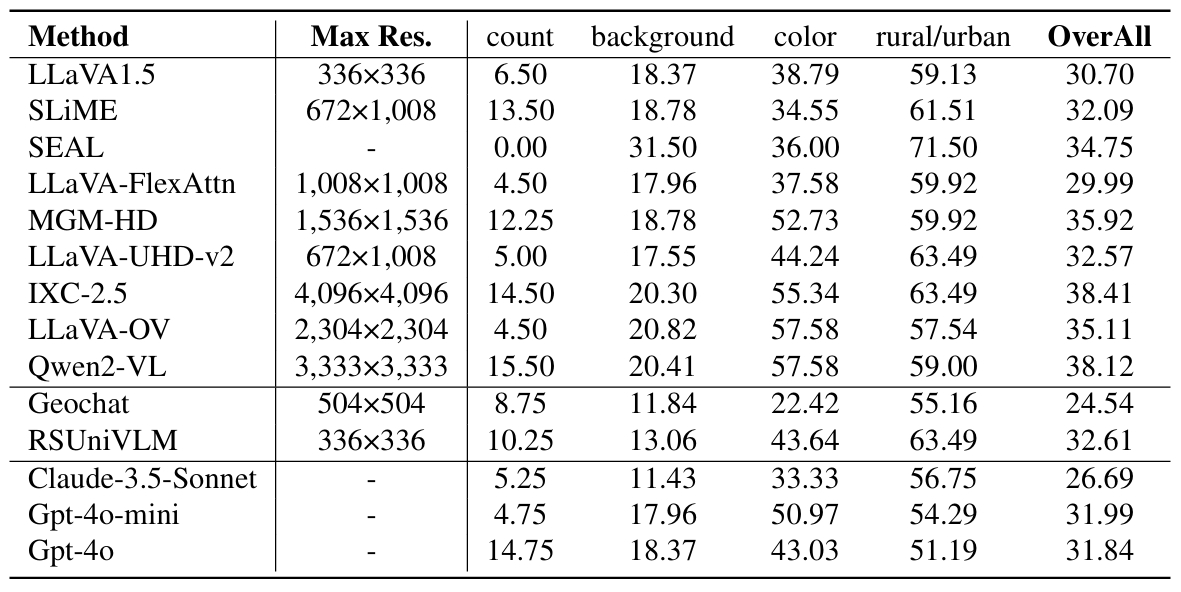 Method Max Res. count background color rural/urban OverAll
LLaVA1.5 336×336 6.50 18.37 38.79 59.13 30.70
SLiME 672×1,008 13.50 18.78 34.55 61.51 32.09
SEAL - 0.00 31.50 36.00 71.50 34.75
LLaVA-FlexAttn 1,008×1,008 4.50 17.96 37.58 59.92 29.99
MGM-HD 1,536×1,536 12.25 18.78 52.73 59.92 35.92
LLaVA-UHD-v2 672×1,008 5.00 17.55 44.24 63.49 32.57
IXC-2.5 4,096×4,096 14.50 20.30 55.34 63.49 38.41
LLaVA-OV 2,304×2,304 4.50 20.82 57.58 57.54 35.11
Qwen2-VL 3,333×3,333 15.50 20.41 57.58 59.00 38.12
Geochat 504×504 8.75 11.84 22.42 55.16 24.54
RSUniVLM 336×336 10.25 13.06 43.64 63.49 32.61
Claude-3.5-Sonnet - 5.25 11.43 33.33 56.75 26.69
Gpt-4o-mini - 4.75 17.96 50.97 54.29 31.99
Gpt-4o - 14.75 18.37 43.03 51.19 31.84